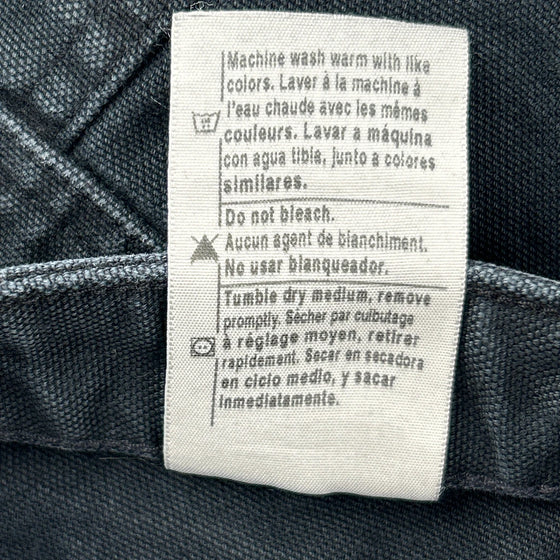 Machine wash warm with like
colors. Laver à la machine à
l'eau chaude avec les mêmes
couleurs. Lavar a máquina
con agua tibia, junto a colores
similares.
Do not bleach.
Aucun agent de blanchiment.
No usar blanqueador.
Tumble dry medium, remove
promptly. Sécher par culbutage
à réglage moyen, retirer
rapidement. Secar en secadora
en ciclo medio, y sacar
inmediatamente.